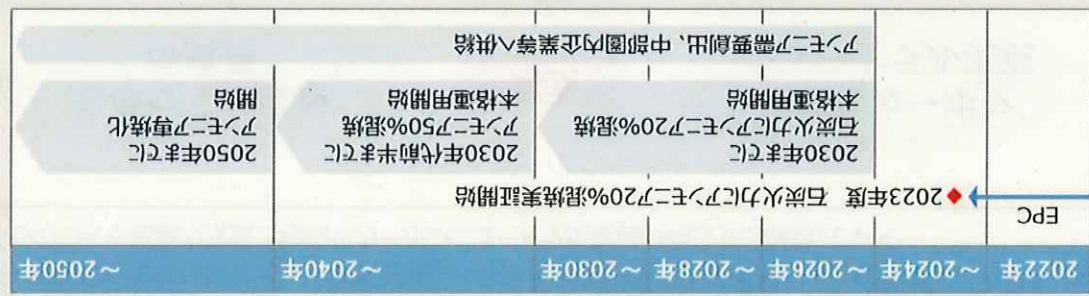 2022年
～2024年
～2026年
～2028年
～2030年
～2040年
～2050年
EPC
2023年度 石炭火力にアンモニア20%混焼実証開始
2030年までに
石炭火力にアンモニア20%混焼
本格運用開始
2030年代前半までに
アンモニア50%混焼
本格運用開始
2050年までに
アンモニア専焼化
開始
アンモニア需要創出、中部圏内企業等へ供給